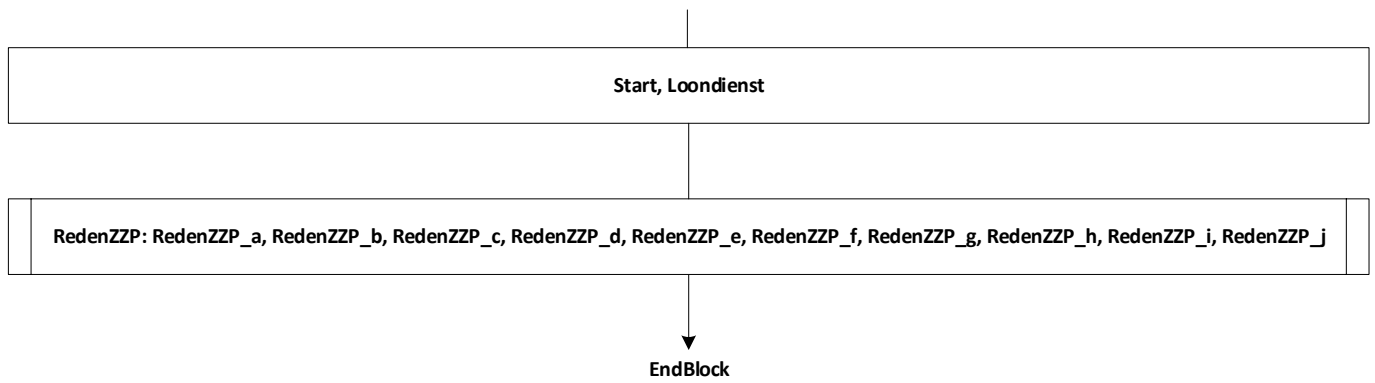 Start, Loondienst
RedenZZP: RedenZZP_a, RedenZZP_b, RedenZZP_c, RedenZZP_d, RedenZZP_e, RedenZZP_f, RedenZZP_g, RedenZZP_h, RedenZZP_i, RedenZZP_j
EndBlock